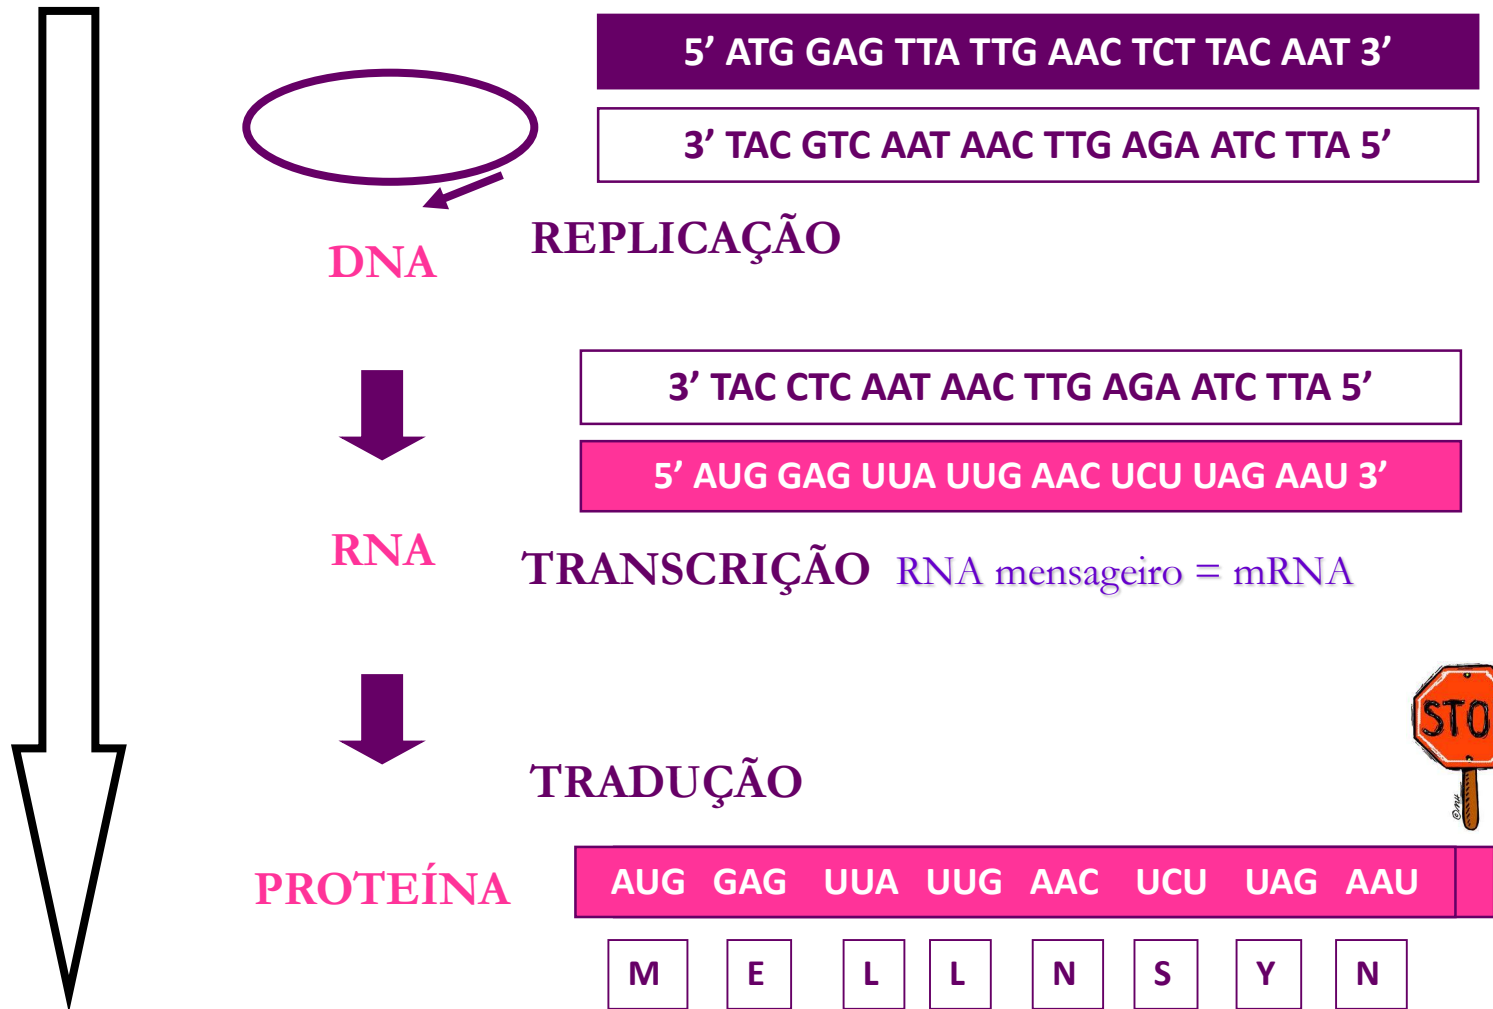 5’ ATG GAG TTA TTG AAC TCT TAC AAT 3’
3’ TAC GTC AAT AAC TTG AGA ATC TTA 5’
REPLICAÇÃO
DNA
3’ TAC CTC AAT AAC TTG AGA ATC TTA 5’
5’ AUG GAG UUA UUG AAC UCU UAG AAU 3’
RNA
TRANSCRIÇÃO RNA mensageiro = mRNA
STO
TRADUÇÃO
PROTEÍNA
AUG GAG UUA UUG AAC UCU UAG AAU
M E L L N S Y N